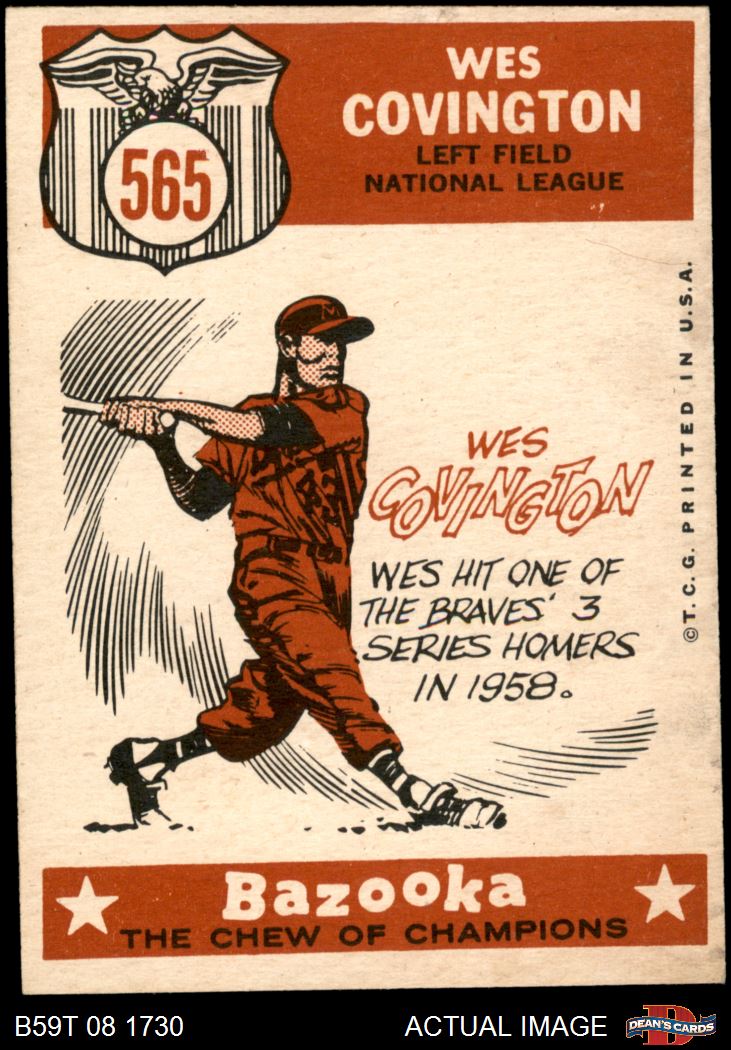 565
WES
COVINGTON
LEFT FIELD
NATIONAL LEAGUE
M
WES
COVINGTON
WES HIT ONE OF
THE BRAVES' 3
SERIES HOMERS
IN 1958.
© T.C.G. PRINTED IN U.S.A.
Bazooka
THE CHEW OF CHAMPIONS
B59T 08 1730
ACTUAL IMAGE
D
DEAN'S CARDS